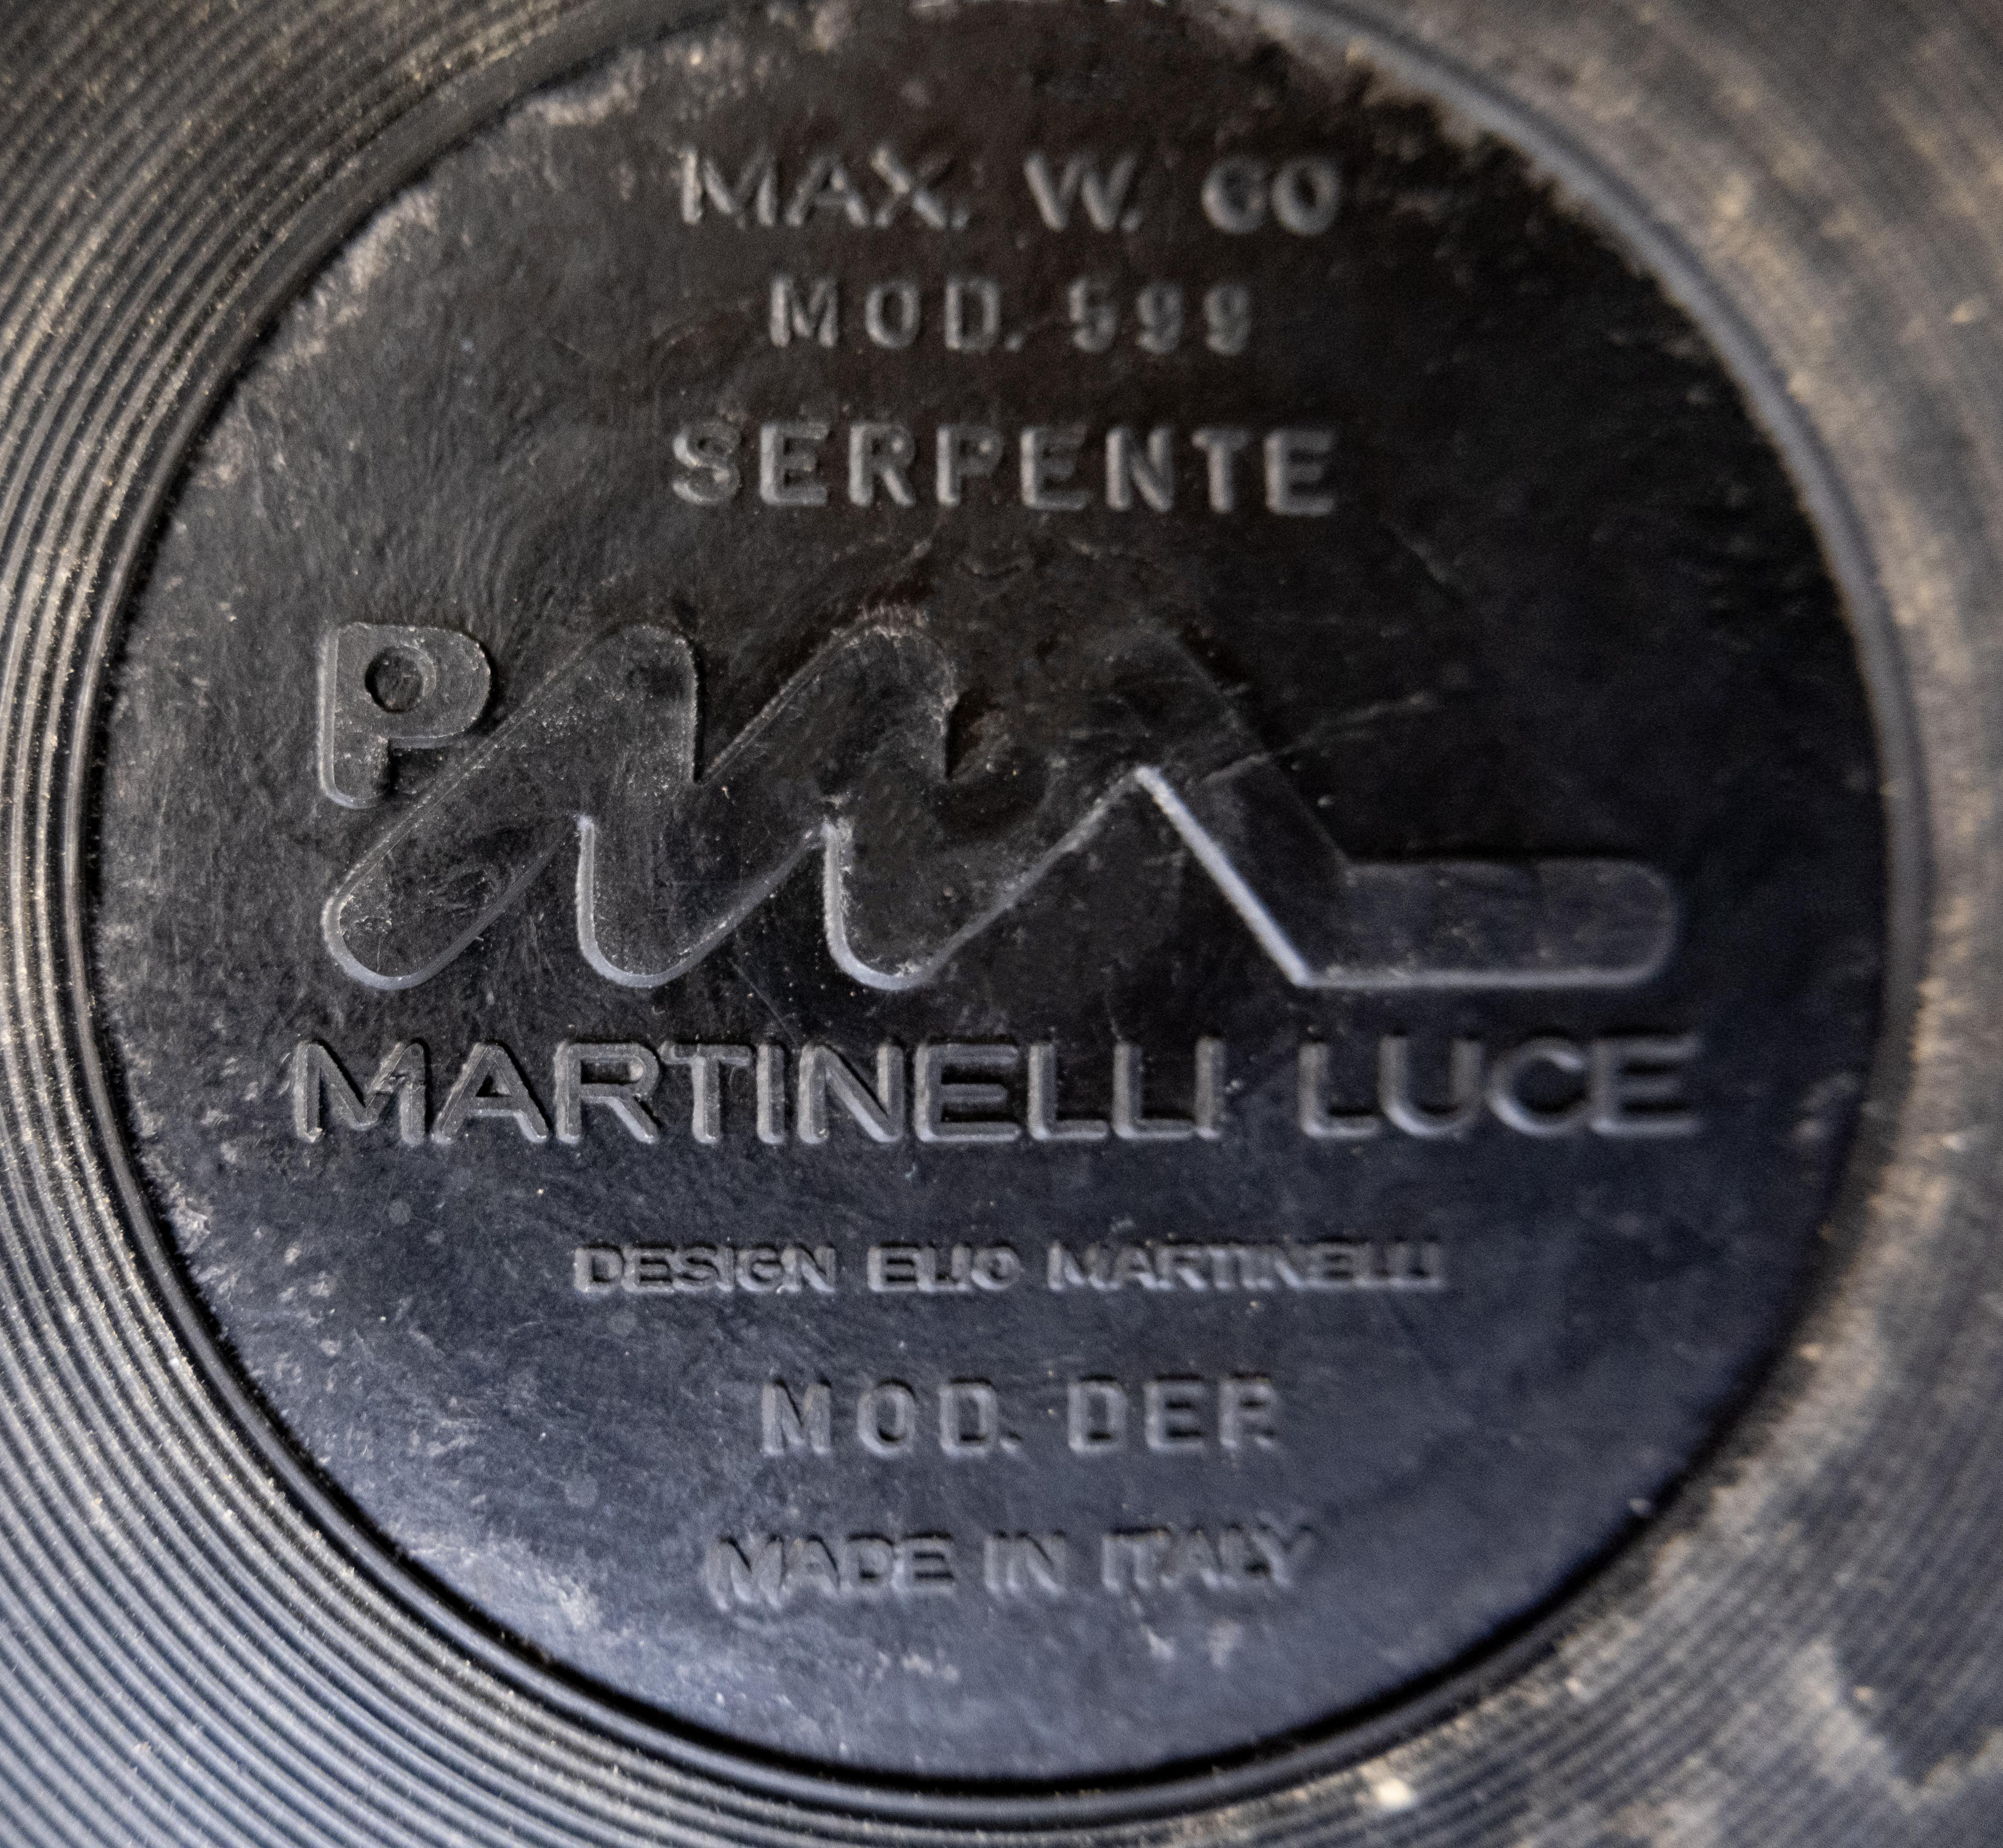 MAX. W. 60
MOD. 599
SERPENTE
P
MARTINELLI LUCE
DESIGN ELIO MARTINELLI
MOD. DEP.
MADE IN ITALY